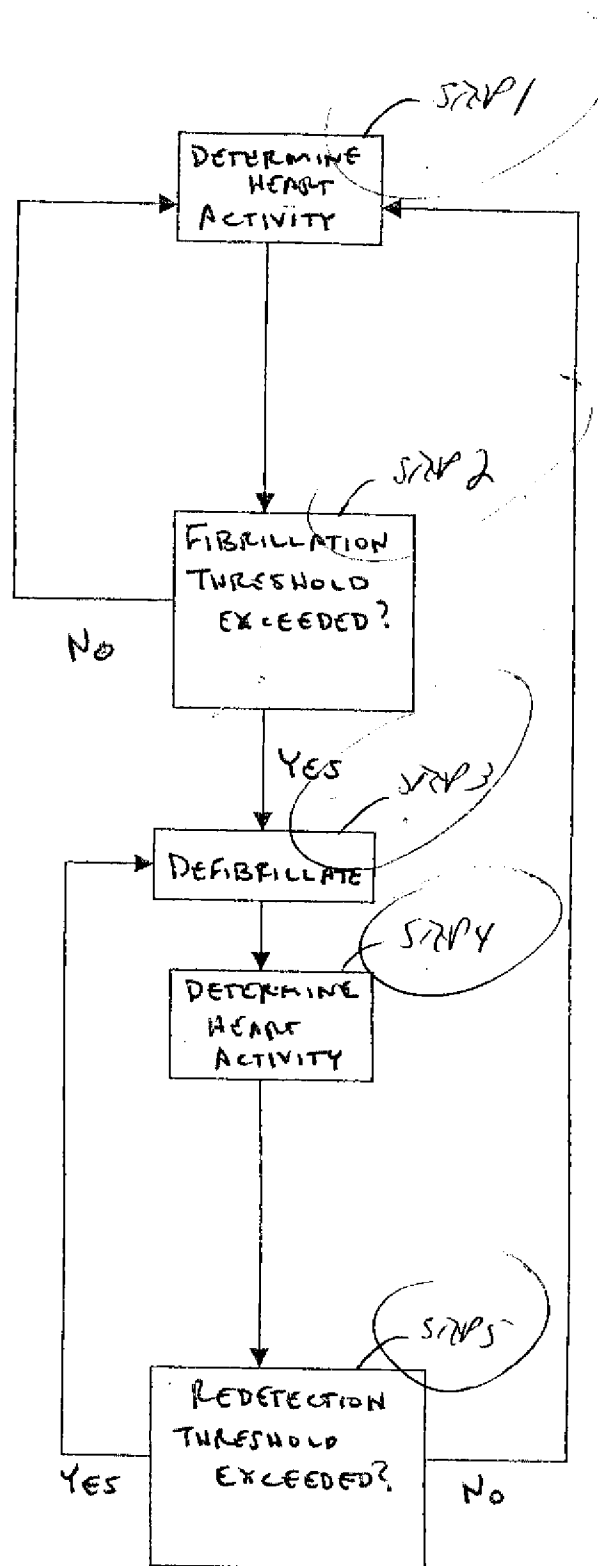 STEP 1
DETERMINE
HEART
ACTIVITY
STEP 2
FIBRILLATION
THRESHOLD
EXCEEDED?
NO
YES
STEP 3
DEFIBRILLATE
STEP 4
DETERMINE
HEART
ACTIVITY
STEP 5
REDETECTION
THRESHOLD
EXCEEDED?
YES
NO